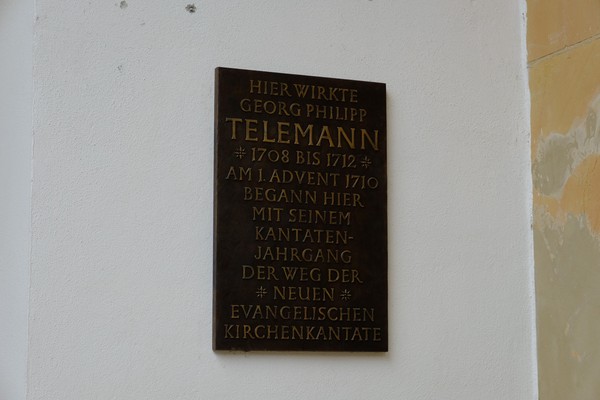 HIER WIRKTE
GEORG PHILIPP
TELEMANN
1708 BIS 1712
AM 1. ADVENT 1710
BEGANN HIER
MIT SEINEM
KANTATEN-
JAHRGANG
DER WEG DER
NEUEN
EVANGELISCHEN
KIRCHENKANTATE